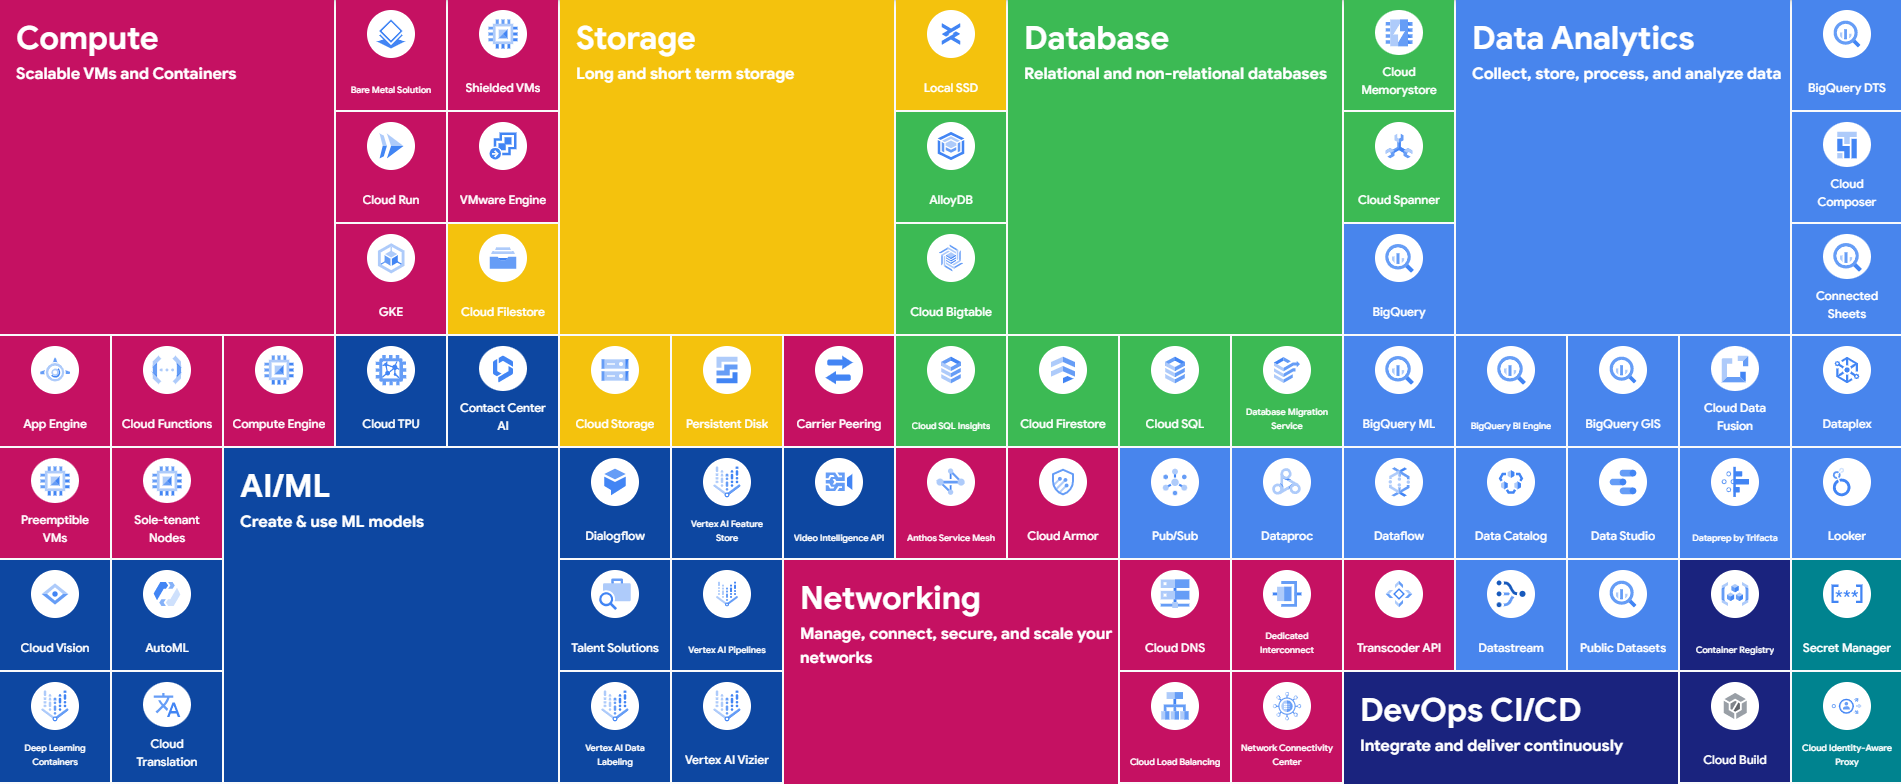 Compute
Scalable VMs and Containers
Bare Metal Solution
Shielded VMs
Storage
Long and short term storage
Local SSD
Database
Relational and non-relational databases
Cloud
Memorystore
Data Analytics
Collect, store, process, and analyze data
BigQuery DTS
Cloud Run
VMware Engine
AlloyDB
Cloud Spanner
Cloud
Composer
GKE
Cloud Filestore
Cloud Bigtable
BigQuery
Connected
Sheets
App Engine
Cloud Functions
Compute Engine
Cloud TPU
Contact Center
AI
Cloud Storage
Persistent Disk
Carrier Peering
Cloud SQL Insights
Cloud Firestore
Cloud SQL
Database Migration
Service
BigQuery ML
BigQuery BI Engine
BigQuery GIS
Cloud Data
Fusion
Dataplex
Preemptible
VMs
Sole-tenant
Nodes
AI/ML
Create & use ML models
Dialogflow
Vertex AI Feature
Store
Video Intelligence API
Anthos Service Mesh
Cloud Armor
Pub/Sub
Dataproc
Dataflow
Data Catalog
Data Studio
Dataprep by Trifacta
Looker
Cloud Vision
AutoML
Talent Solutions
Vertex AI Pipelines
Networking
Manage, connect, secure, and scale your
networks
Cloud DNS
Dedicated
Interconnect
Transcoder API
Datastream
Public Datasets
Container Registry
Secret Manager
Deep Learning
Containers
Cloud
Translation
Vertex AI Data
Labeling
Vertex AI Vizier
Cloud Load Balancing
Network Connectivity
Center
DevOps CI/CD
Integrate and deliver continuously
Cloud Build
Cloud Identity-Aware
Proxy